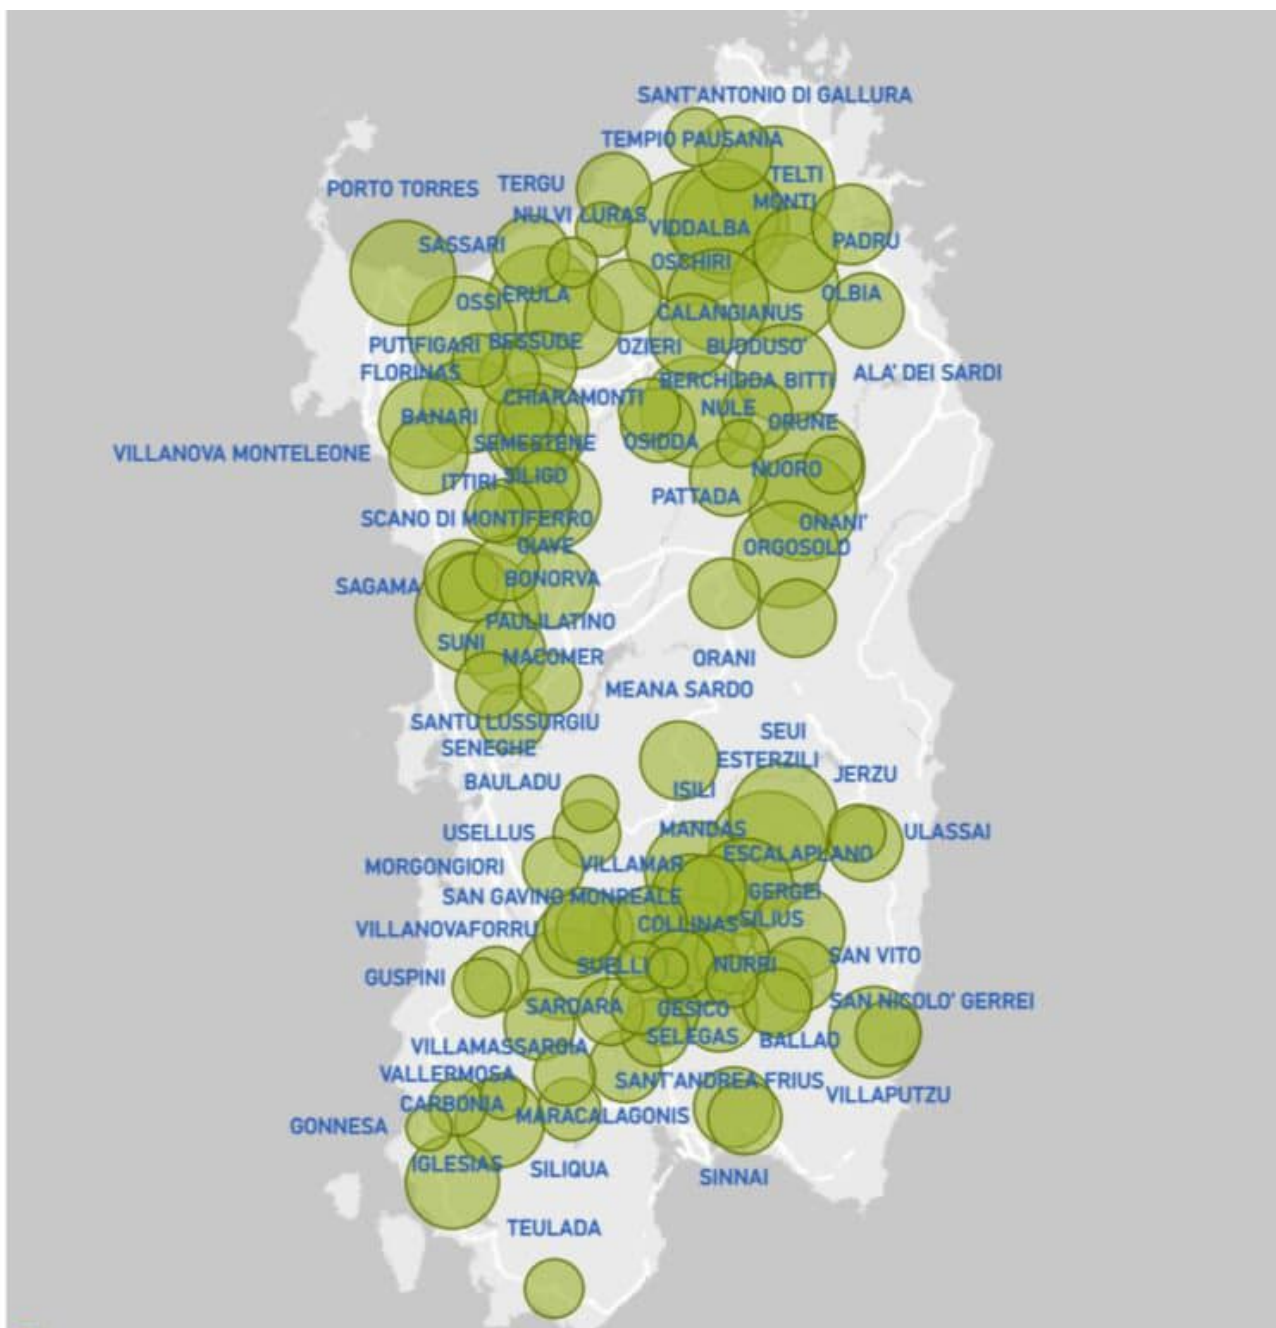 SANT'ANTONIO DI GALLURA
TEMPIO PAUSANIA
TELTI
PORTO TORRES
TERGU
MONTI
NULVI LURAS
VIDDALBA
SASSARI
PADRU
OSCHIRI
OSSI
ERULA
OLBIA
CALANGIANUS
PUTIFIGARI
BESSUDE
OZIERI
BUDDUSO'
FLORINAS
BERCHIDDA BITTI
ALA' DEI SARDI
CHIARAMONTI
NULE
BANARI
ORUNE
SEMESTENE
OSIDDA
VILLANOVA MONTELEONE
NUORO
ITTIRI
SILIGO
PATTADA
SCANO DI MONTIFERRO
ONANI'
GIAVE
ORGOSOLO
SAGAMA
BONORVA
PAULILATINO
SUNI
MACOMER
ORANI
MEANA SARDO
SANTU LUSSURGIU
SEUI
SENEGHE
ESTERZILI
JERZU
BAULADU
ISILI
USELLUS
MANDAS
ULASSAI
MORGONGIORI
VILLAMAR
ESCALAPLANO
SAN GAVINO MONREALE
GERGEI
VILLANOVAFORRU
COLLINAS
SILIUS
SAN VITO
GUSPINI
SUELLI
NURRI
SARDARA
GESICO
SAN NICOLO' GERREI
SELEGAS
BALLAO
VILLAMASSARGIA
VALLERMOSA
SANT'ANDREA FRIUS
VILLAPUTZU
CARBONIA
MARACALAGONIS
GONNESA
IGLESIAS
SILIQUA
SINNAI
TEULADA